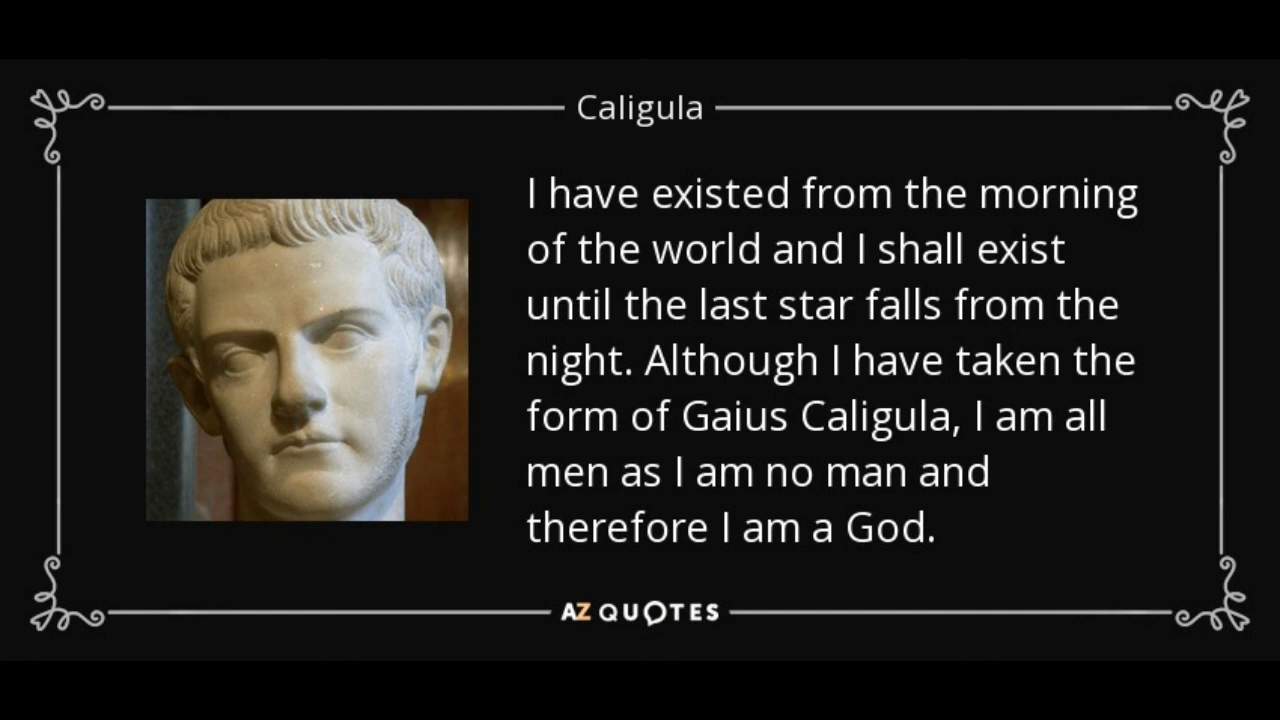 Caligula
I have existed from the morning
of the world and I shall exist
until the last star falls from the
night. Although I have taken the
form of Gaius Caligula, I am all
men as I am no man and
therefore I am a God.
AZ QUOTES